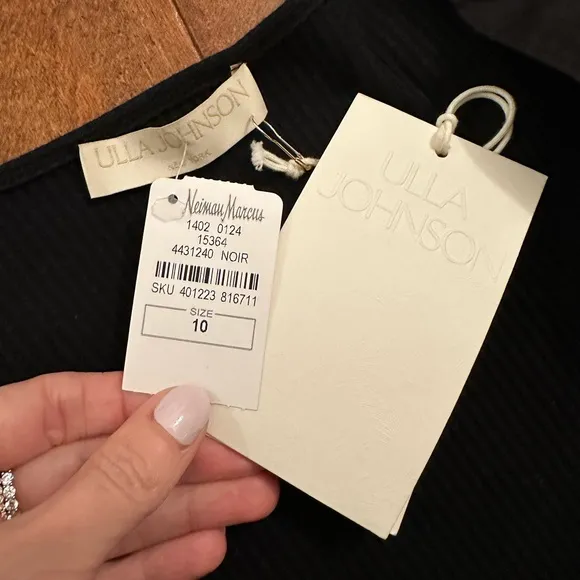 ULLA JOHNSON
Neiman Marcus
1402 0124
15364
4431240 NOIR
SKU 401223 816711
SIZE
10
ULLA
JOHNSON